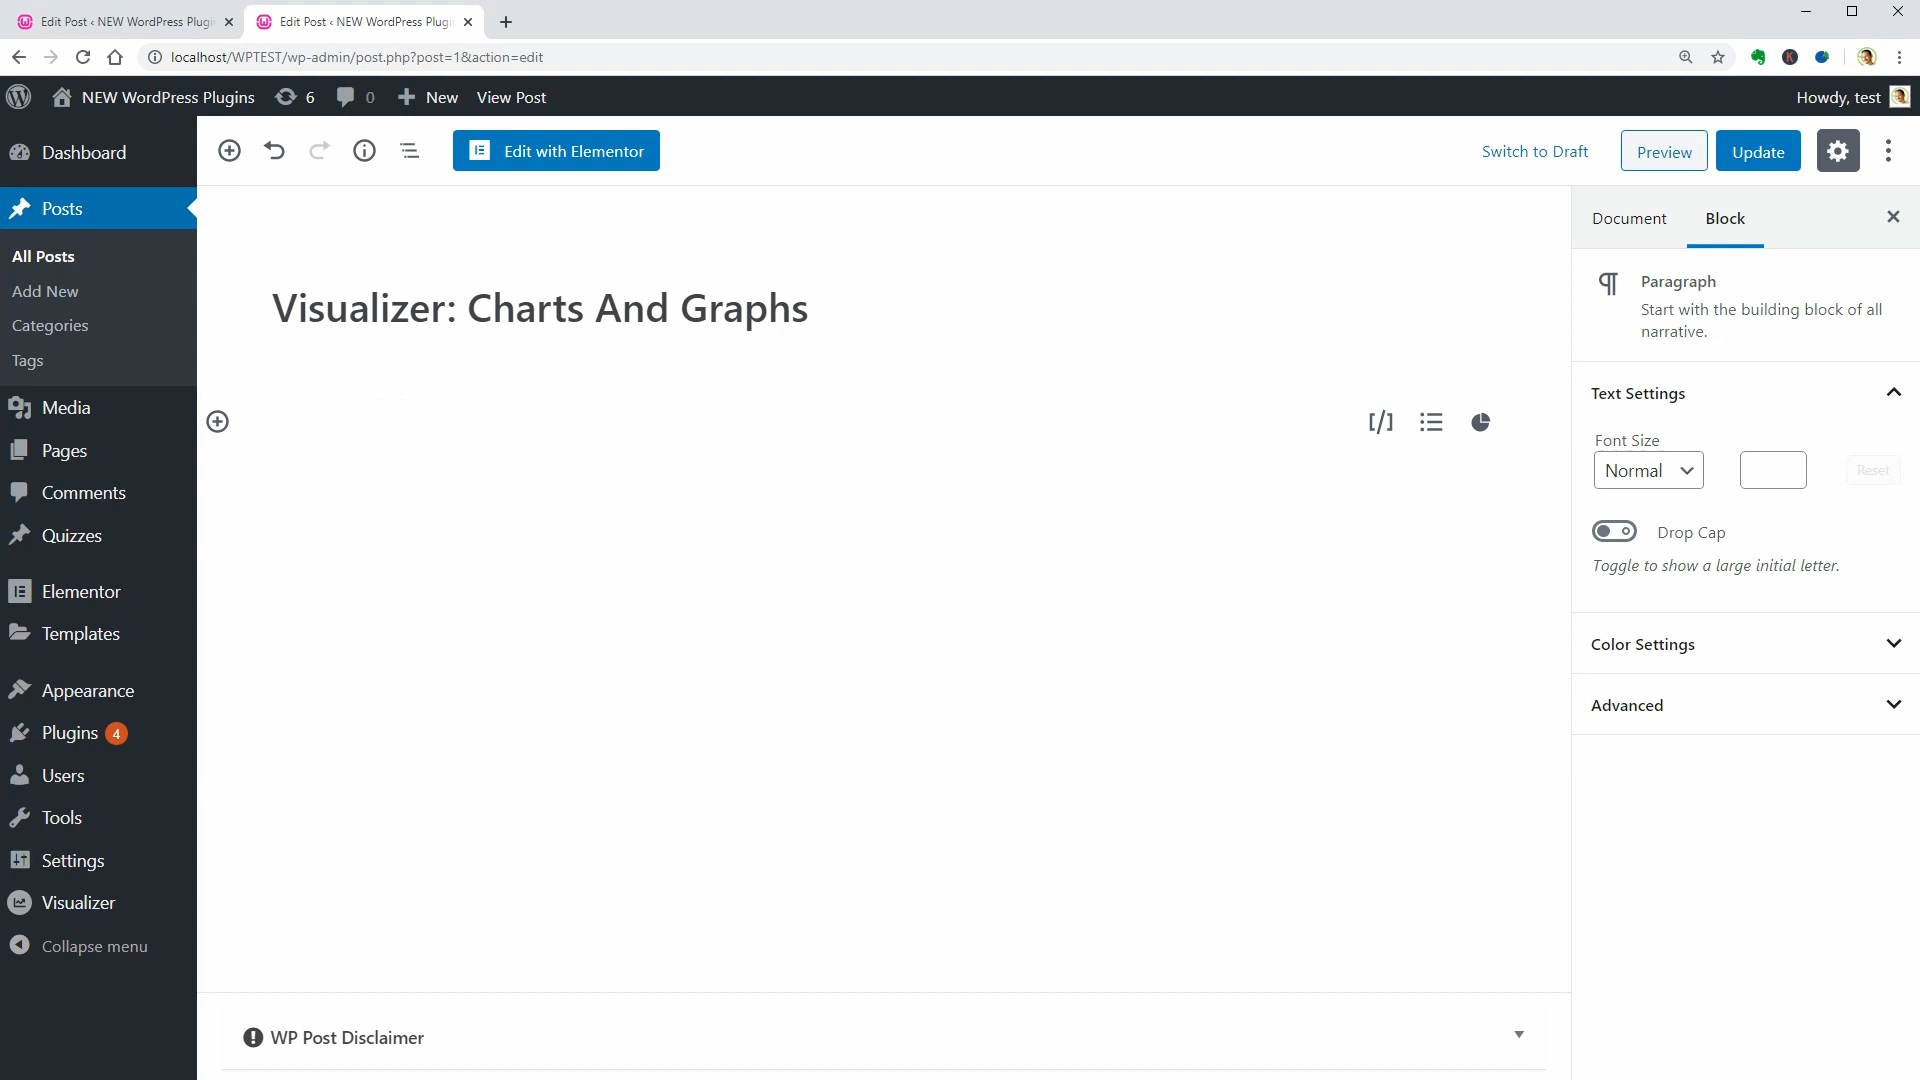 Edit Post ‹ NEW WordPress Plugi
Edit Post ‹ NEW WordPress Plugi
localhost/WPTEST/wp-admin/post.php?post=1&action=edit
NEW WordPress Plugins
6
0
New
View Post
Howdy, test
Dashboard
Posts
All Posts
Add New
Categories
Tags
Media
Pages
Comments
Quizzes
Elementor
Templates
Appearance
Plugins 4
Users
Tools
Settings
Visualizer
Collapse menu
Edit with Elementor
Switch to Draft
Preview
Update
Visualizer: Charts And Graphs
[/]
WP Post Disclaimer
Document
Block
Paragraph
Start with the building block of all
narrative.
Text Settings
Font Size
Normal
Reset
Drop Cap
Toggle to show a large initial letter.
Color Settings
Advanced